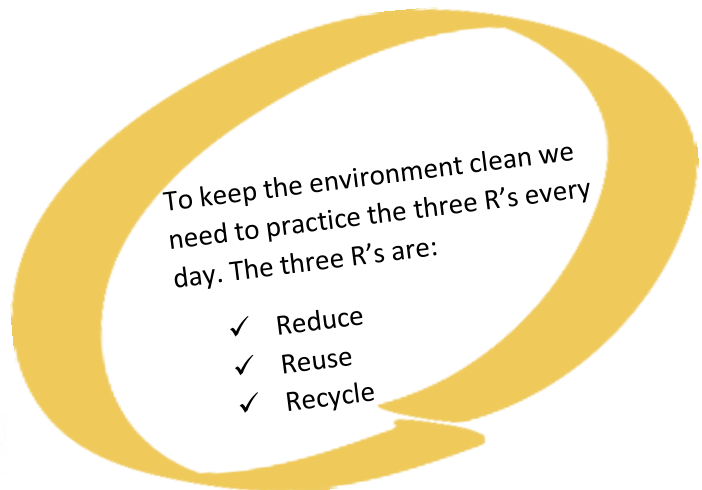 To keep the environment clean we
need to practice the three R’s every
day. The three R’s are:
✓ Reduce
✓ Reuse
✓ Recycle